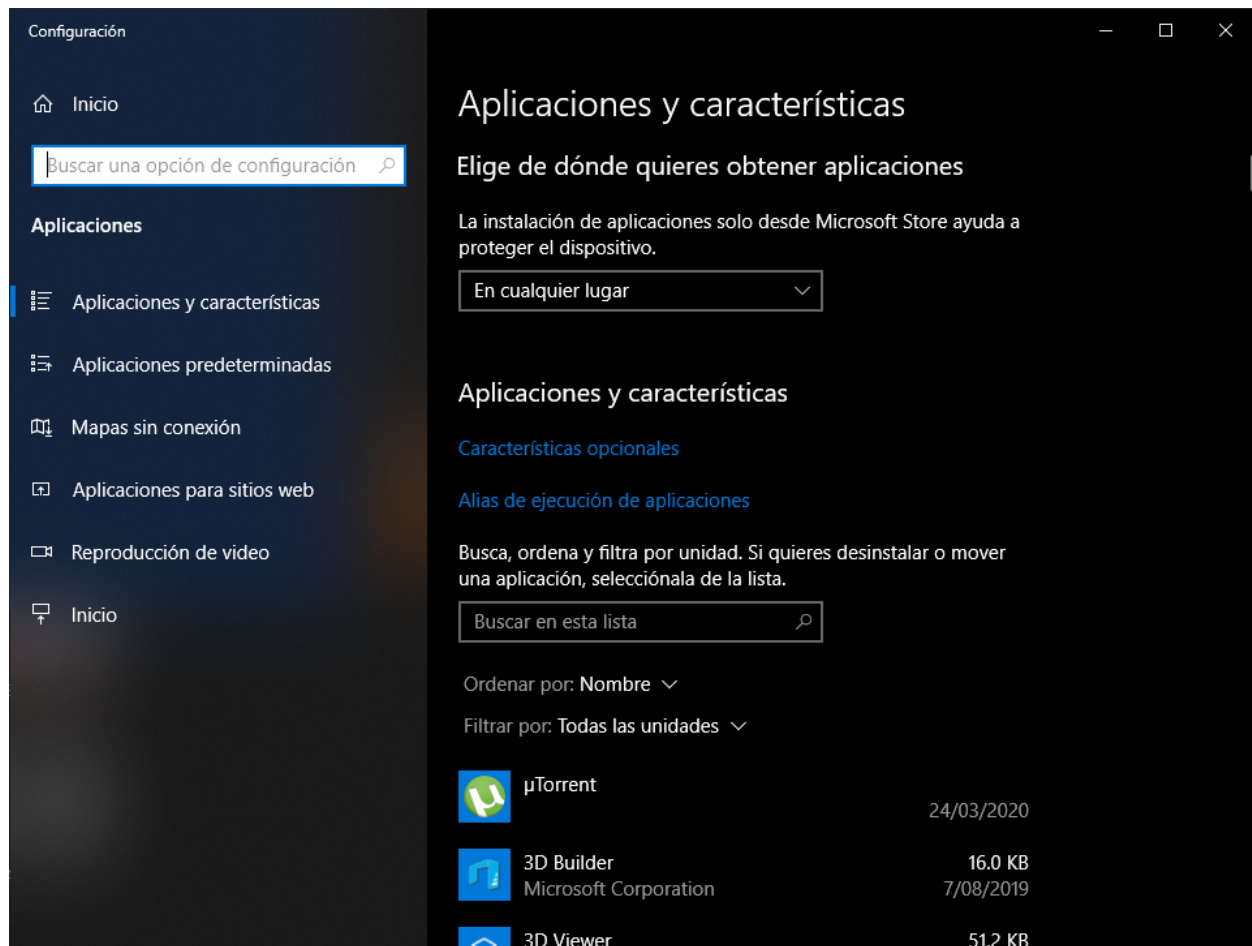 Configuración
Inicio
Buscar una opción de configuración
Aplicaciones
Aplicaciones y características
Aplicaciones predeterminadas
Mapas sin conexión
Aplicaciones para sitios web
Reproducción de video
Inicio
Aplicaciones y características
Elige de dónde quieres obtener aplicaciones
La instalación de aplicaciones solo desde Microsoft Store ayuda a
proteger el dispositivo.
En cualquier lugar
Aplicaciones y características
Características opcionales
Alias de ejecución de aplicaciones
Busca, ordena y filtra por unidad. Si quieres desinstalar o mover
una aplicación, selecciónala de la lista.
Buscar en esta lista
Ordenar por: Nombre
Filtrar por: Todas las unidades
µTorrent
24/03/2020
3D Builder 16.0 KB
Microsoft Corporation 7/08/2019
3D Viewer 51.2 KB